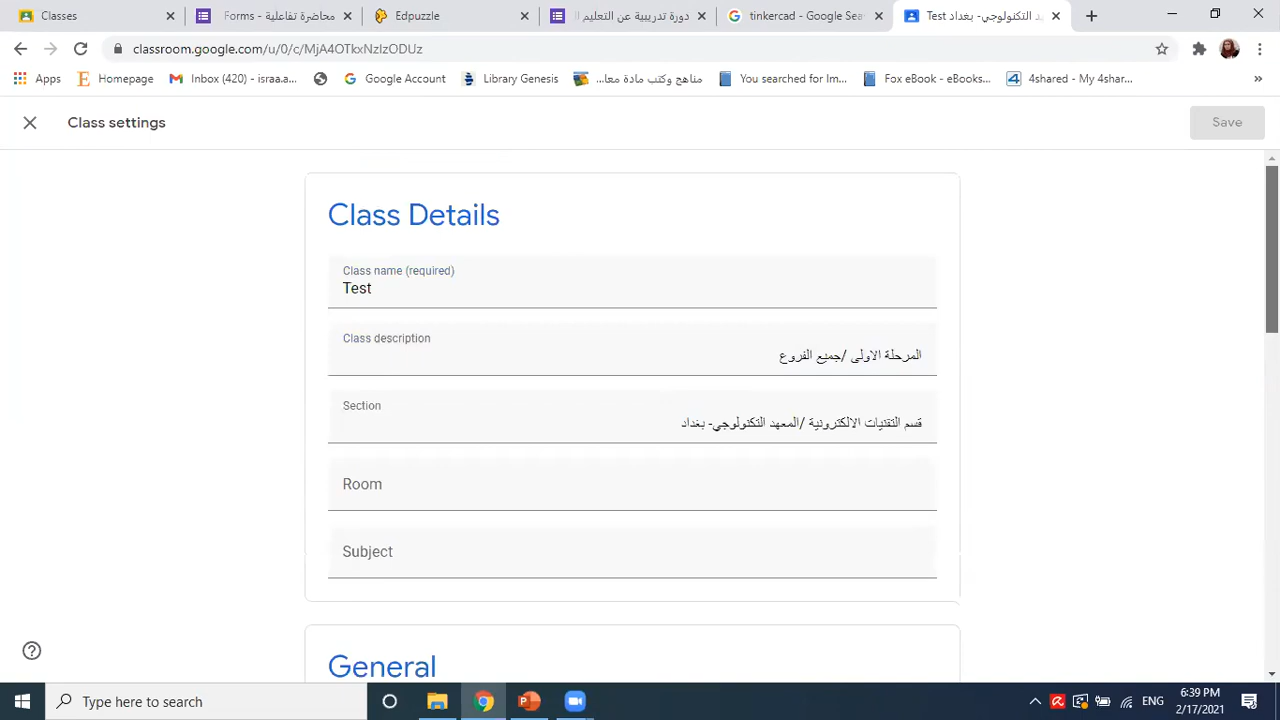 Classes
محاضرة تفاعلية - Forms
Edpuzzle
دورة تدريبية عن التعليم ال
tinkercad - Google Sea
Test د التكنولوجي- بغداد
classroom.google.com/u/0/c/MjA4OTkxNzIzODUz
Apps
Homepage
Inbox (420) - israa.a...
Google Account
Library Genesis
مناهج وكتب مادة معا...
You searched for Im...
Fox eBook - eBooks...
4shared - My 4shar...
»
Class settings
Save
Class Details
Class name (required)
Test
Class description
المرحلة الاولى /جميع الفروع
Section
قسم التقنيات الالكترونية /المعهد التكنولوجي- بغداد
Room
Subject
General
Type here to search
ENG
6:39 PM
2/17/2021